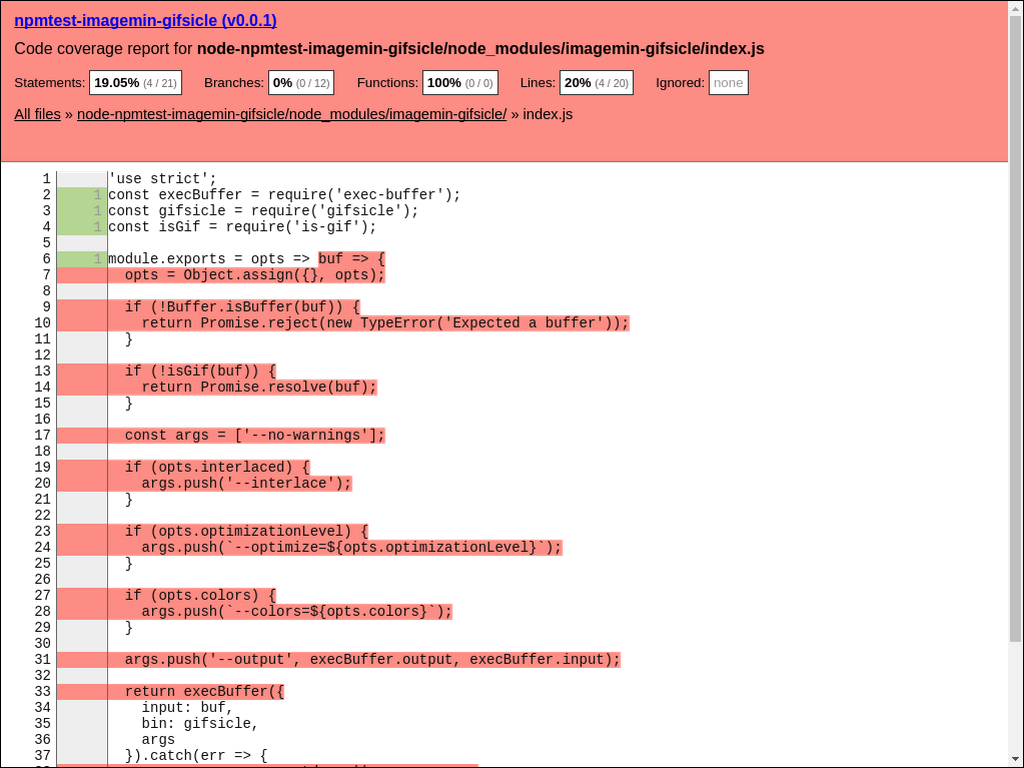 npmtest-imagemin-gifsicle (v0.0.1)
Code coverage report for node-npmtest-imagemin-gifsicle/node_modules/imagemin-gifsicle/index.js
Statements: 19.05% (4 / 21) Branches: 0% (0 / 12) Functions: 100% (0 / 0) Lines: 20% (4 / 20) Ignored: none
All files » node-npmtest-imagemin-gifsicle/node_modules/imagemin-gifsicle/ » index.js
1 'use strict';
2 1 const execBuffer = require('exec-buffer');
3 1 const gifsicle = require('gifsicle');
4 1 const isGif = require('is-gif');
5
6 1 module.exports = opts => buf => {
7 opts = Object.assign({}, opts);
8
9 if (!Buffer.isBuffer(buf)) {
10 return Promise.reject(new TypeError('Expected a buffer'));
11 }
12
13 if (!isGif(buf)) {
14 return Promise.resolve(buf);
15 }
16
17 const args = ['--no-warnings'];
18
19 if (opts.interlaced) {
20 args.push('--interlace');
21 }
22
23 if (opts.optimizationLevel) {
24 args.push(`--optimize=${opts.optimizationLevel}`);
25 }
26
27 if (opts.colors) {
28 args.push(`--colors=${opts.colors}`);
29 }
30
31 args.push('--output', execBuffer.output, execBuffer.input);
32
33 return execBuffer({
34 input: buf,
35 bin: gifsicle,
36 args
37 }).catch(err => {